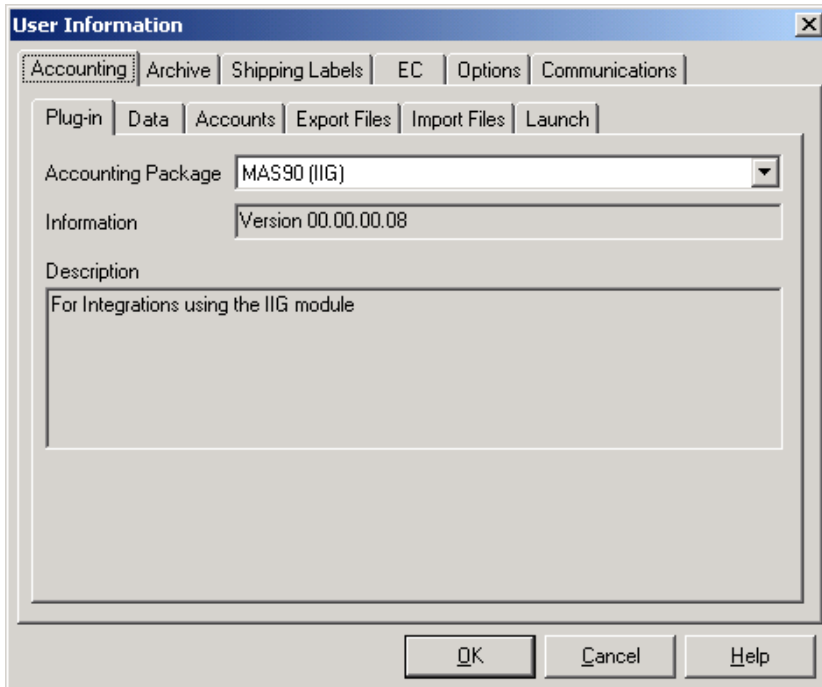 User Information
Accounting Archive Shipping Labels EC Options Communications
Plug-in Data Accounts Export Files Import Files Launch
Accounting Package MAS90 (IIG)
Information Version 00.00.00.08
Description
For Integrations using the IIG module
OK Cancel Help